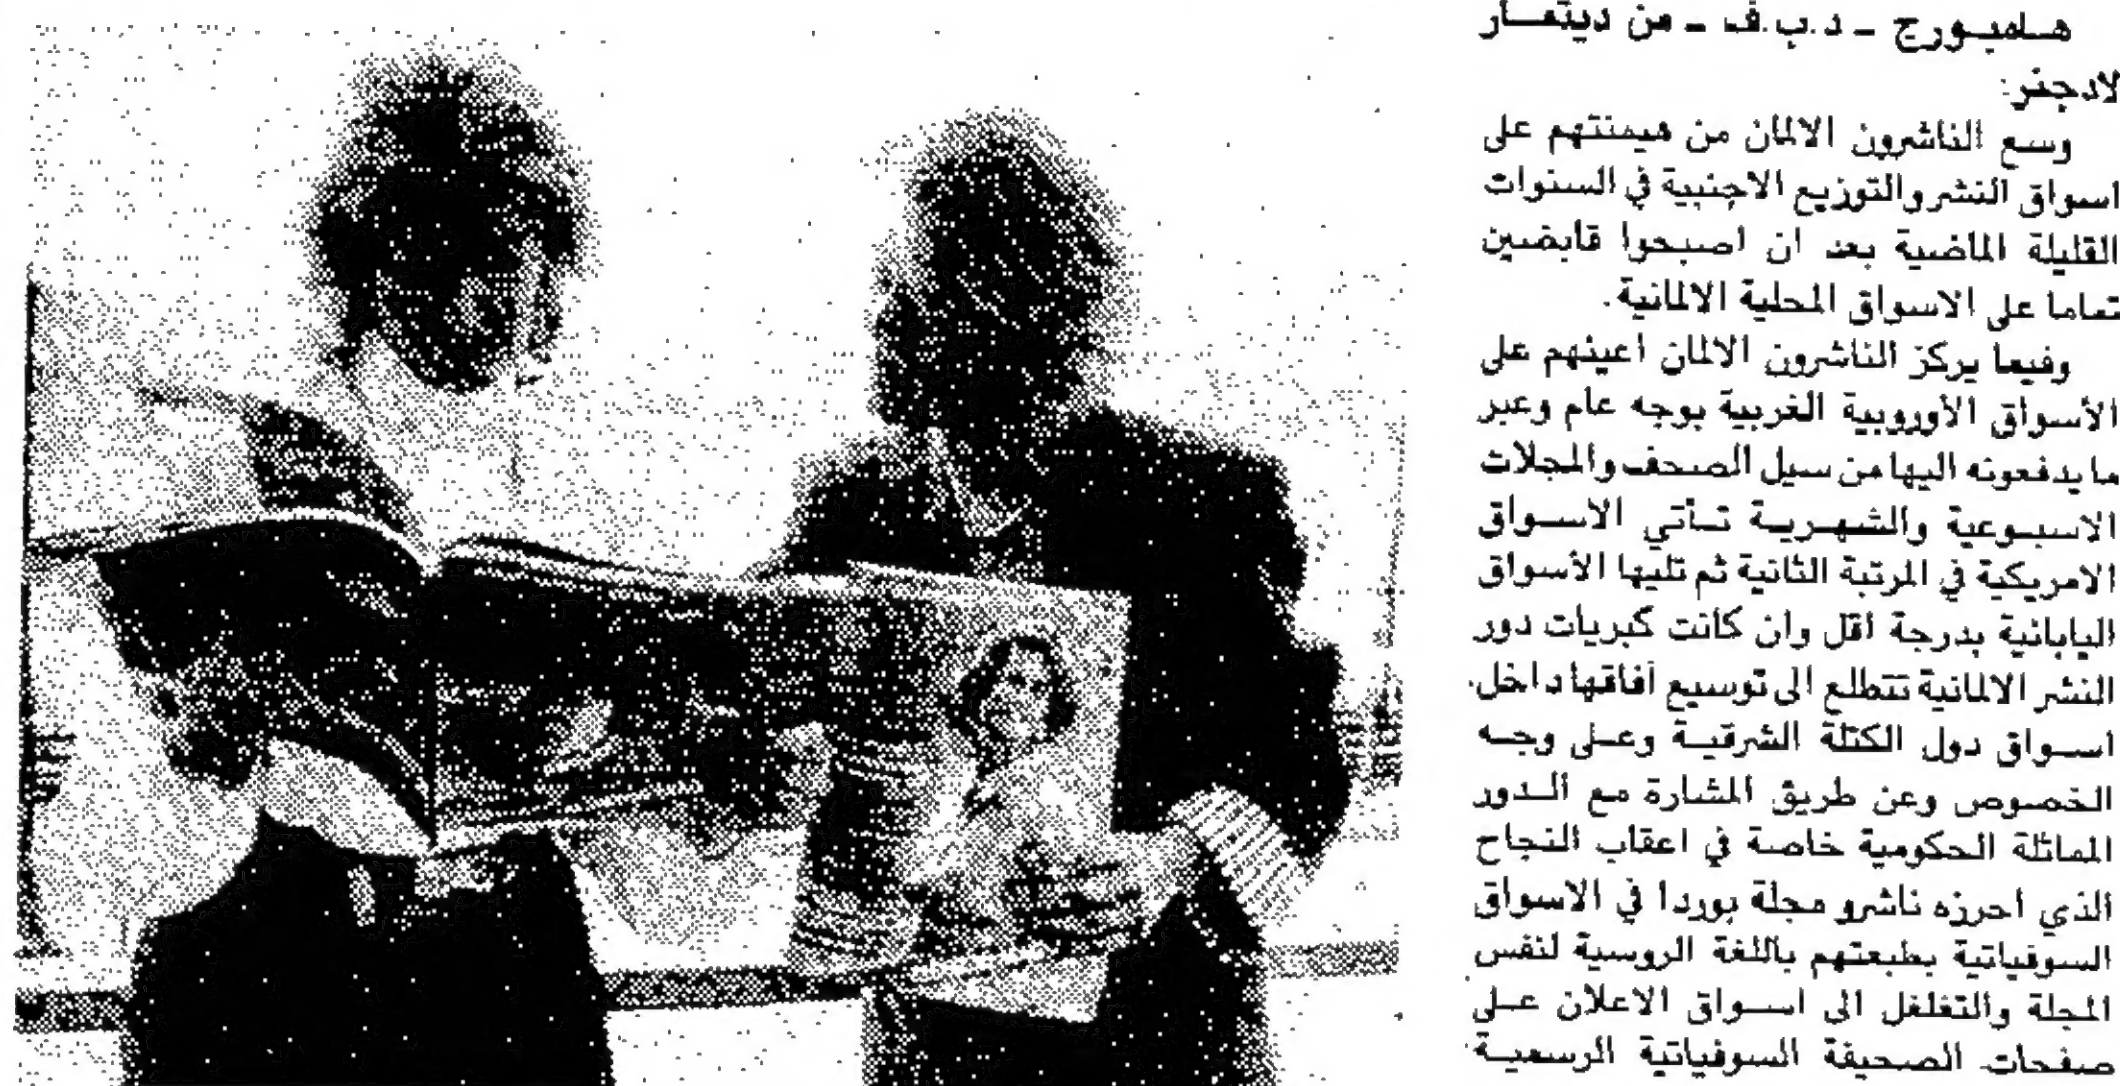 هامبورج - د.ب.ف - من ديتمار
لادجنر:
وسع الناشرون الالمان من هيمنتهم على
اسواق النشر والتوزيع الاجنبية في السنوات
القليلة الماضية بعد ان اصبحوا قابضين
تماما على الاسواق المحلية الالمانية .
وفيما يركز الناشرون الالمان اعينهم على
الأسواق الأوروبية الغربية بوجه عام وعبر
ما يدفعونه اليها من سيل الصحف والمجلات
الاسبوعية والشهرية تأتي الاسواق
الامريكية في المرتبة الثانية ثم تليها الأسواق
اليابانية بدرجة اقل وان كانت كبريات دور
النشر الالمانية تتطلع الى توسيع آفاقها داخل
اسواق دول الكتلة الشرقية وعلى وجه
الخصوص وعن طريق المشارة مع الدور
المماثلة الحكومية خاصة في اعقاب النجاح
الذي احرزه ناشرو مجلة بوردا في الاسواق
السوفياتية بطبعتهم باللغة الروسية لنفس
المجلة والتغلغل الى اسواق الاعلان على
صفحات الصحيفة السوفياتية الرسمية